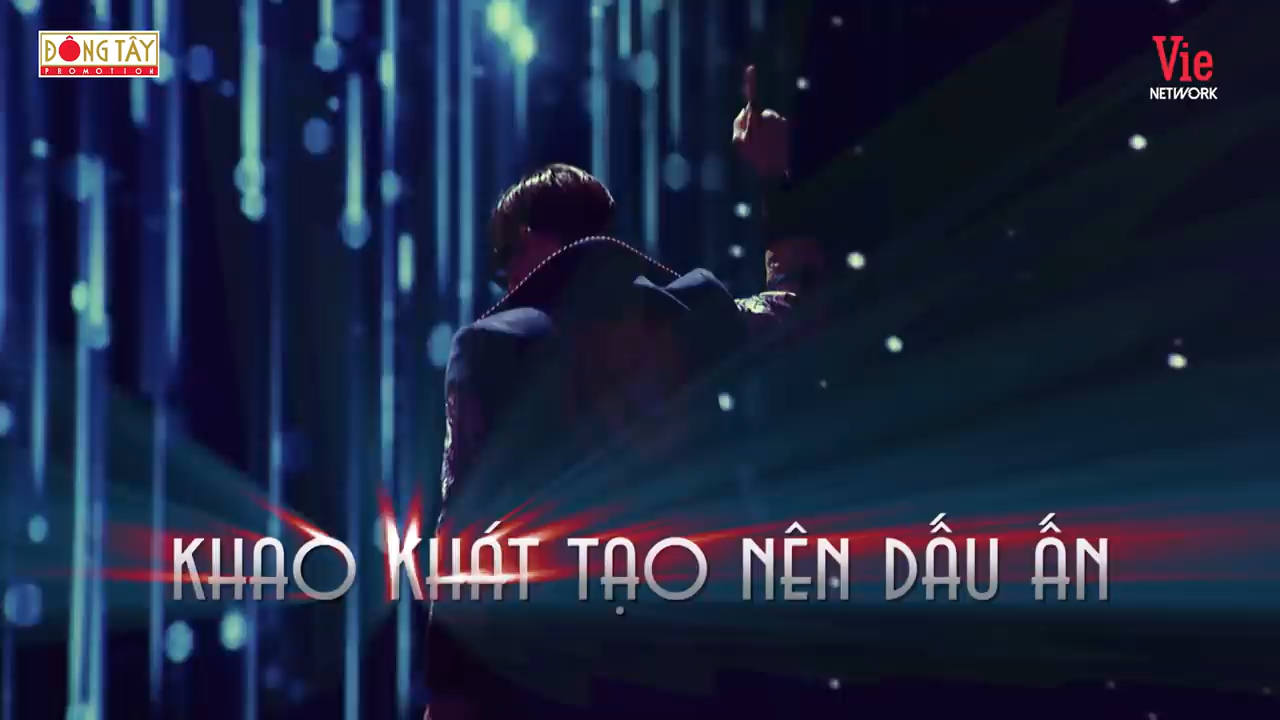 ĐÔNG TÂY
PROMOTION
Vie
NETWORK
KHAO KHÁT TẠO NÊN DẤU ẤN